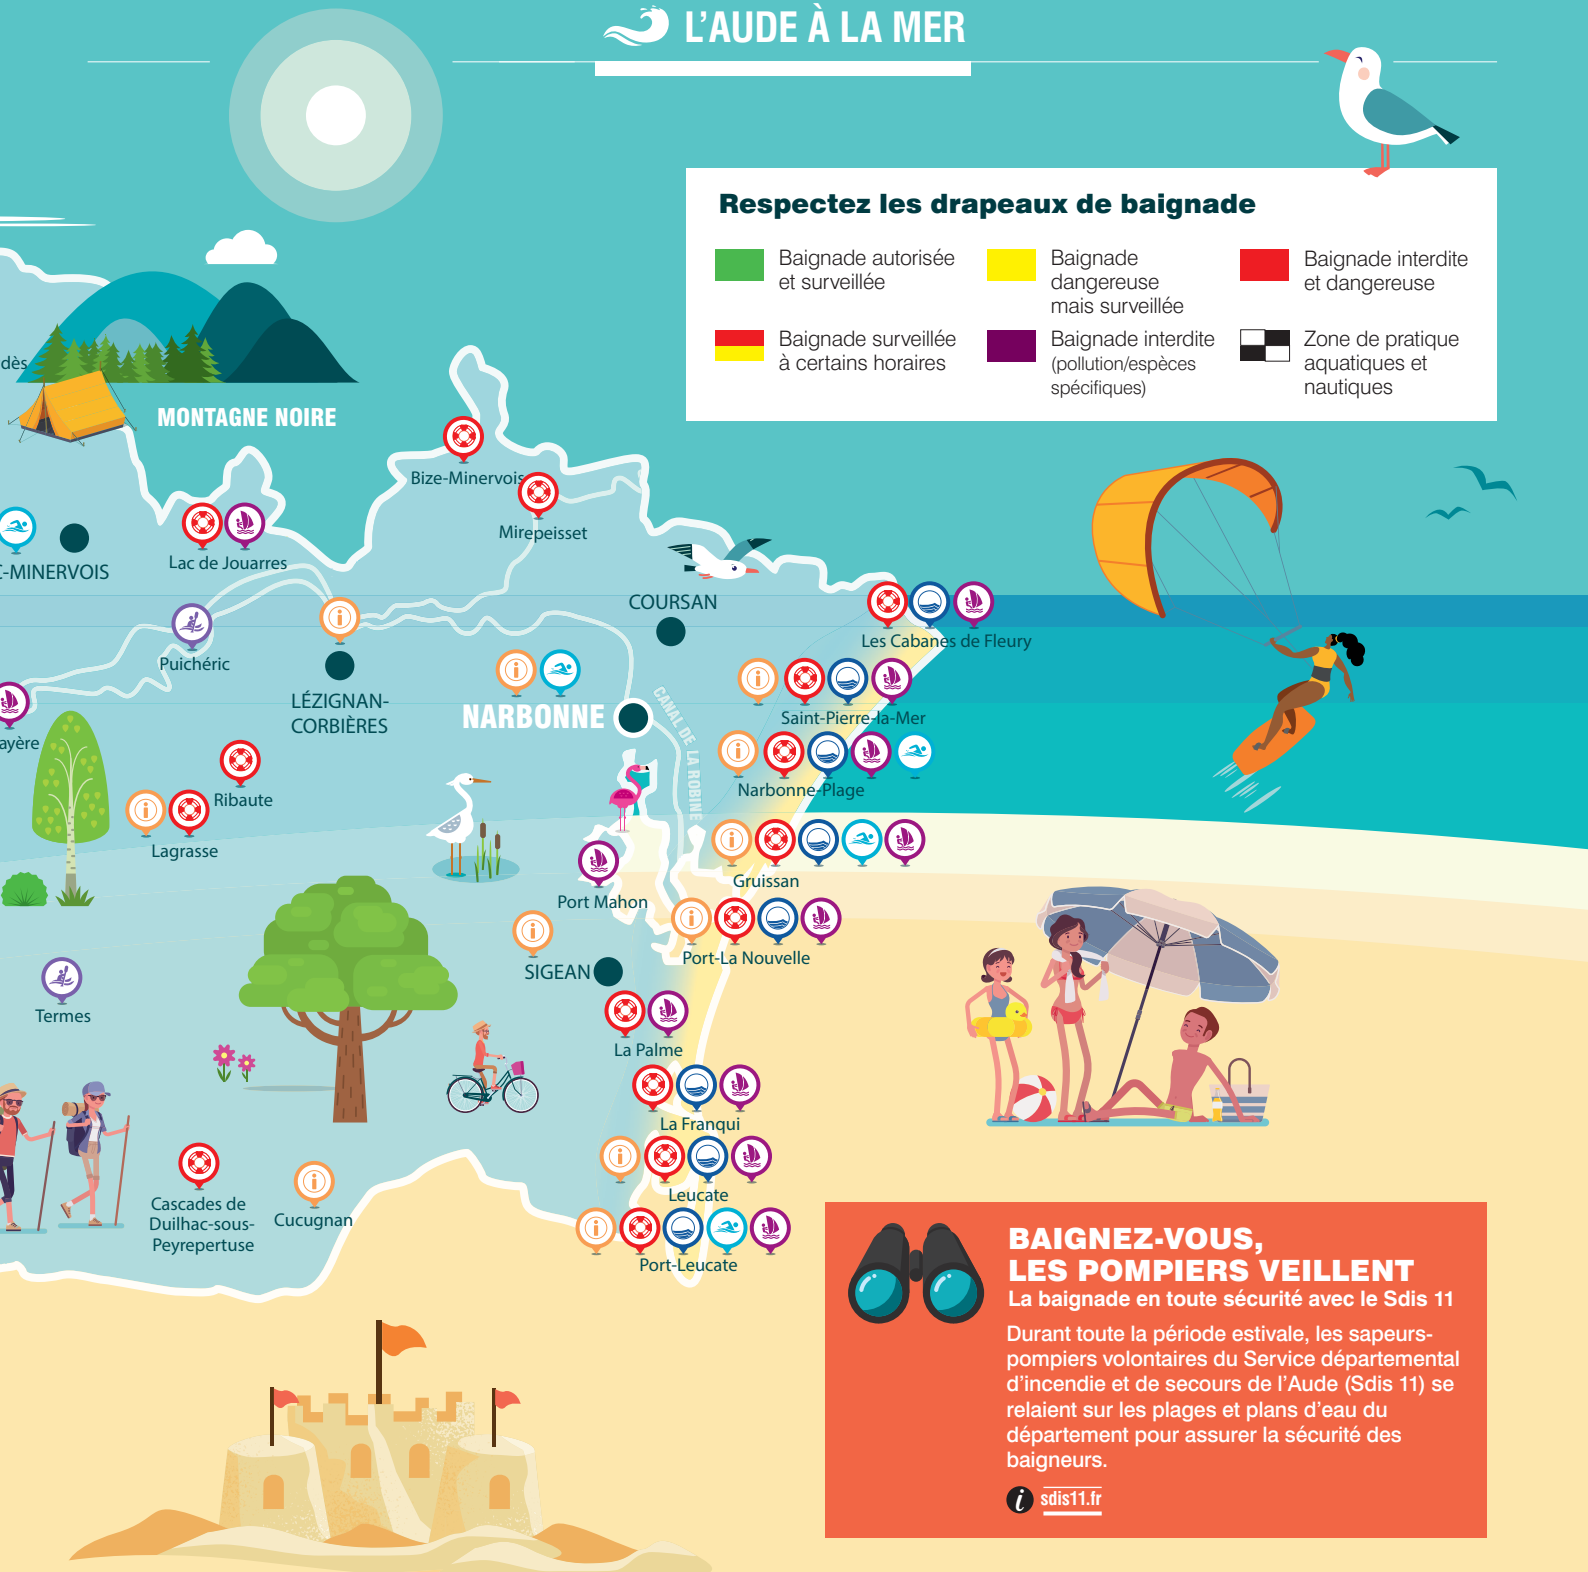 L'AUDE À LA MER
Respectez les drapeaux de baignade
Baignade autorisée
et surveillée
Baignade
dangereuse
mais surveillée
Baignade interdite
et dangereuse
Baignade surveillée
à certains horaires
Baignade interdite
(pollution/espèces
spécifiques)
Zone de pratique
aquatiques et
nautiques
dès
MONTAGNE NOIRE
Bize-Minervois
Mirepeisset
Lac de Jouarres
-MINERVOIS
COURSAN
Les Cabanes de Fleury
Puichéric
LÉZIGNAN-
CORBIÈRES
NARBONNE
CANAL DE LA ROBINE
Saint-Pierre-la-Mer
ayère
Narbonne-Plage
Ribaute
Lagrasse
Gruissan
Port Mahon
Port-La Nouvelle
SIGEAN
Termes
La Palme
La Franqui
Leucate
Cascades de
Duilhac-sous-
Peyrepertuse
Cucugnan
Port-Leucate
BAIGNEZ-VOUS,
LES POMPIERS VEILLENT
La baignade en toute sécurité avec le Sdis 11
Durant toute la période estivale, les sapeurs-
pompiers volontaires du Service départemental
d'incendie et de secours de l'Aude (Sdis 11) se
relaient sur les plages et plans d'eau du
département pour assurer la sécurité des
baigneurs.
i sdis11.fr